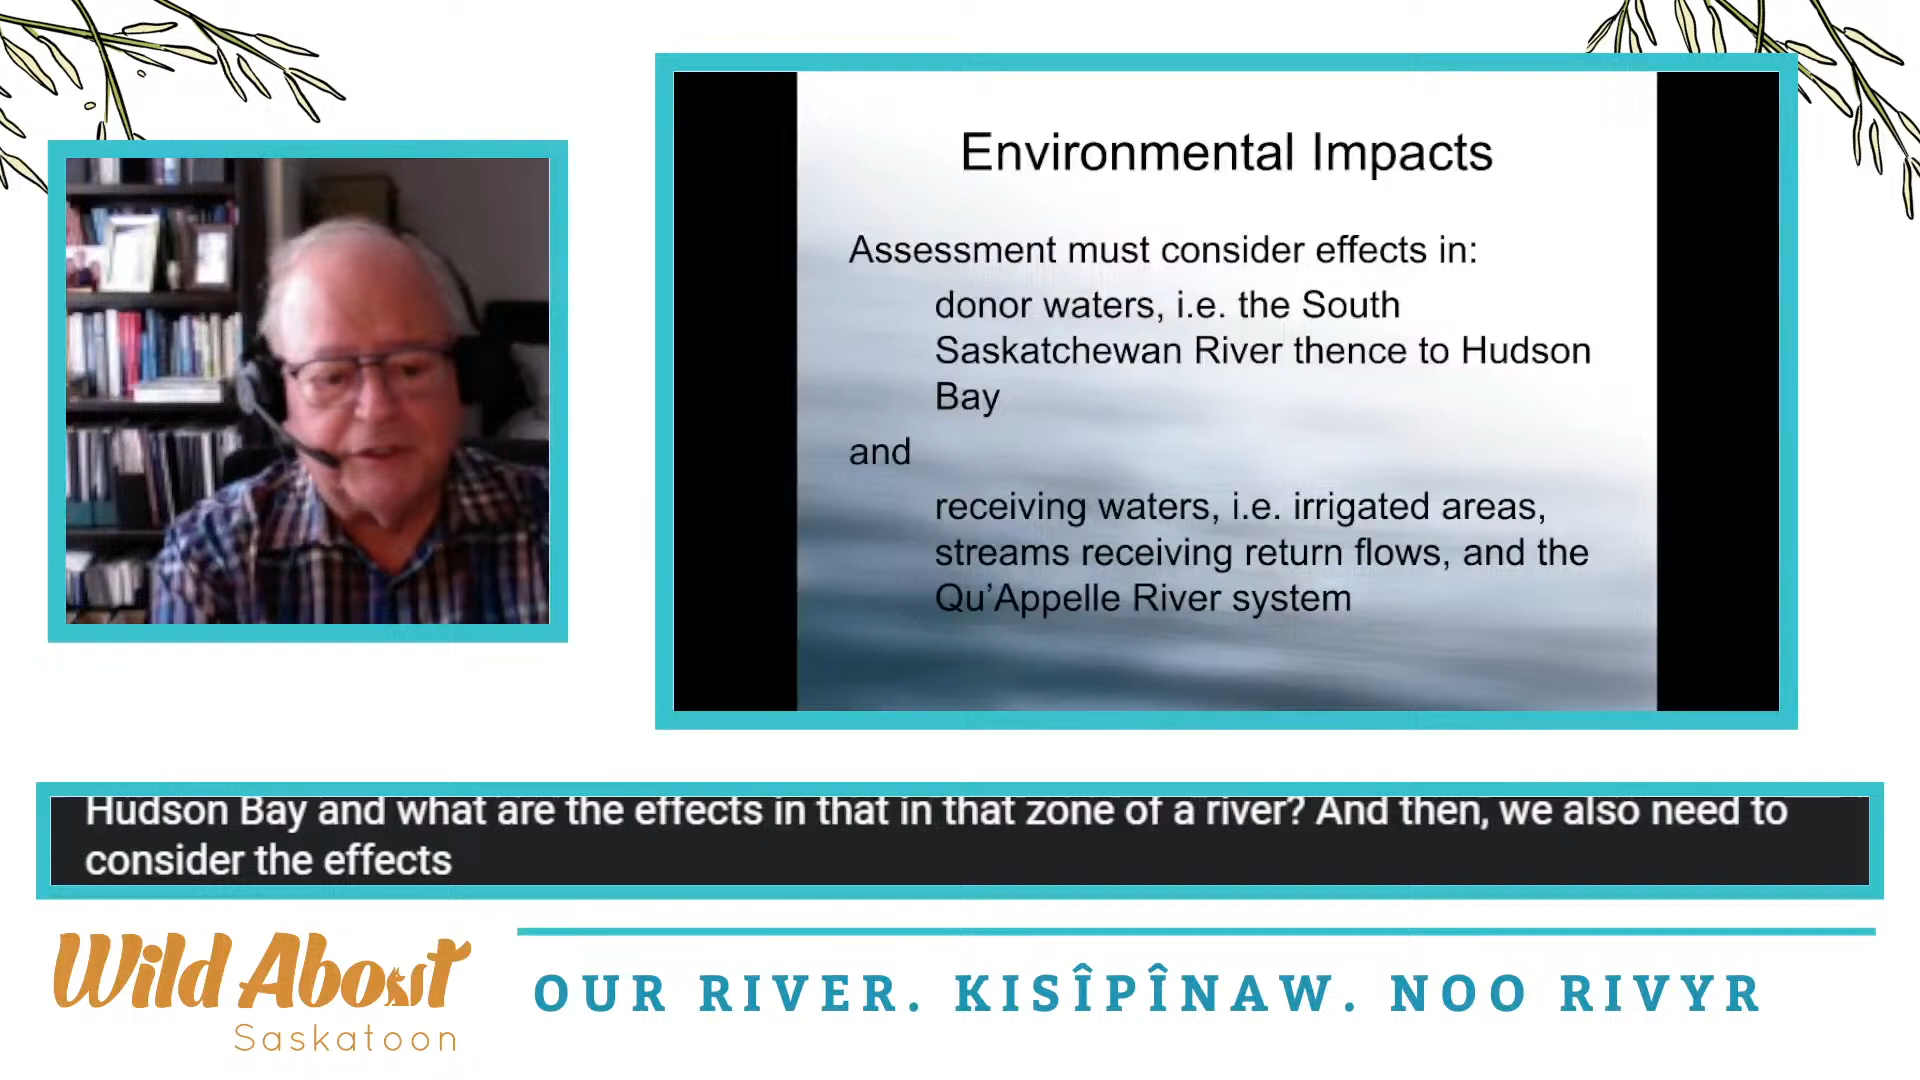 Environmental Impacts
Assessment must consider effects in:
donor waters, i.e. the South
Saskatchewan River thence to Hudson
Bay
and
receiving waters, i.e. irrigated areas,
streams receiving return flows, and the
Qu’Appelle River system
Hudson Bay and what are the effects in that in that zone of a river? And then, we also need to
consider the effects
Wild About
Saskatoon
OUR RIVER. KISÎPÎNAW. NOO RIVYR